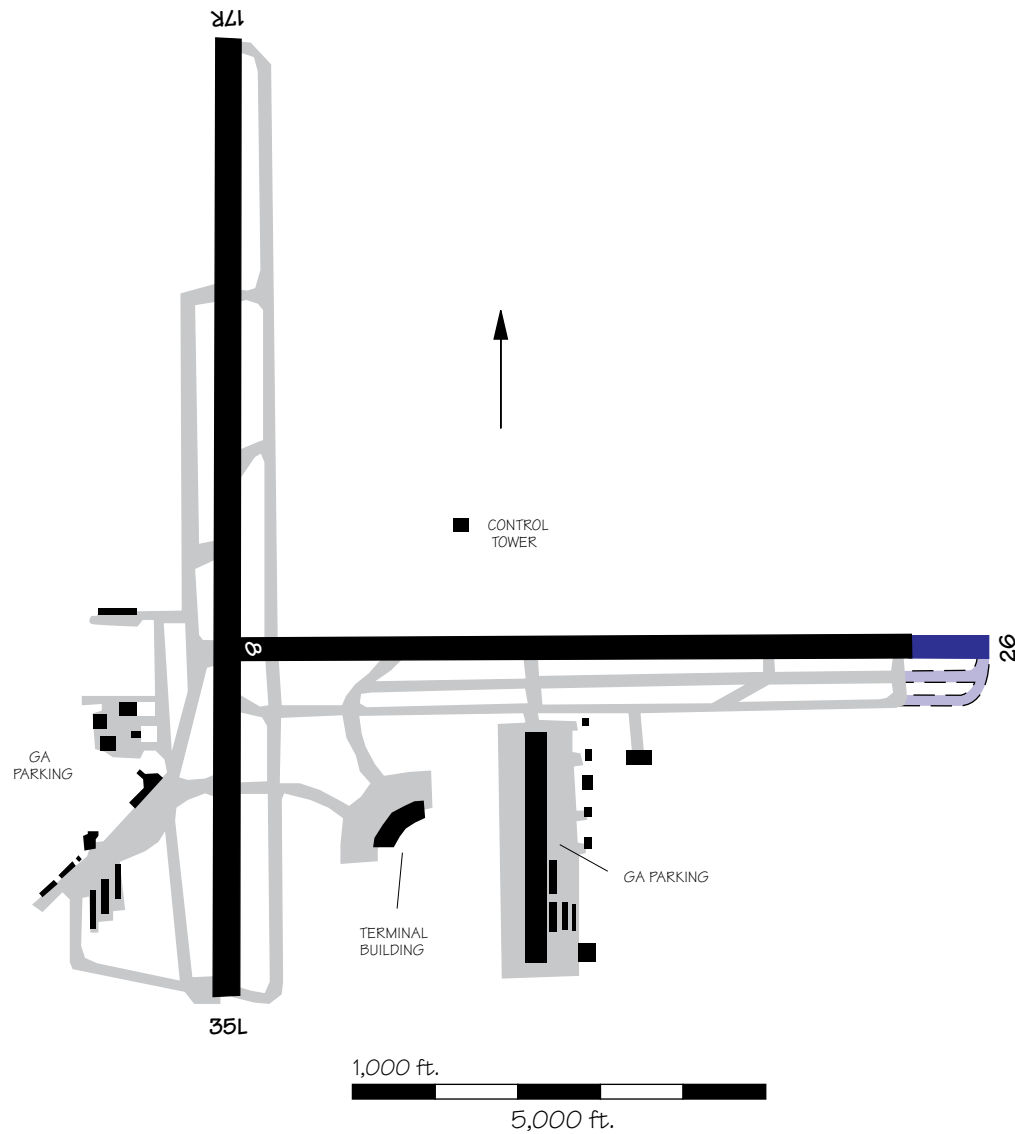 17R
CONTROL
TOWER
8
26
GA
PARKING
GA PARKING
TERMINAL
BUILDING
35L
1,000 ft.
5,000 ft.